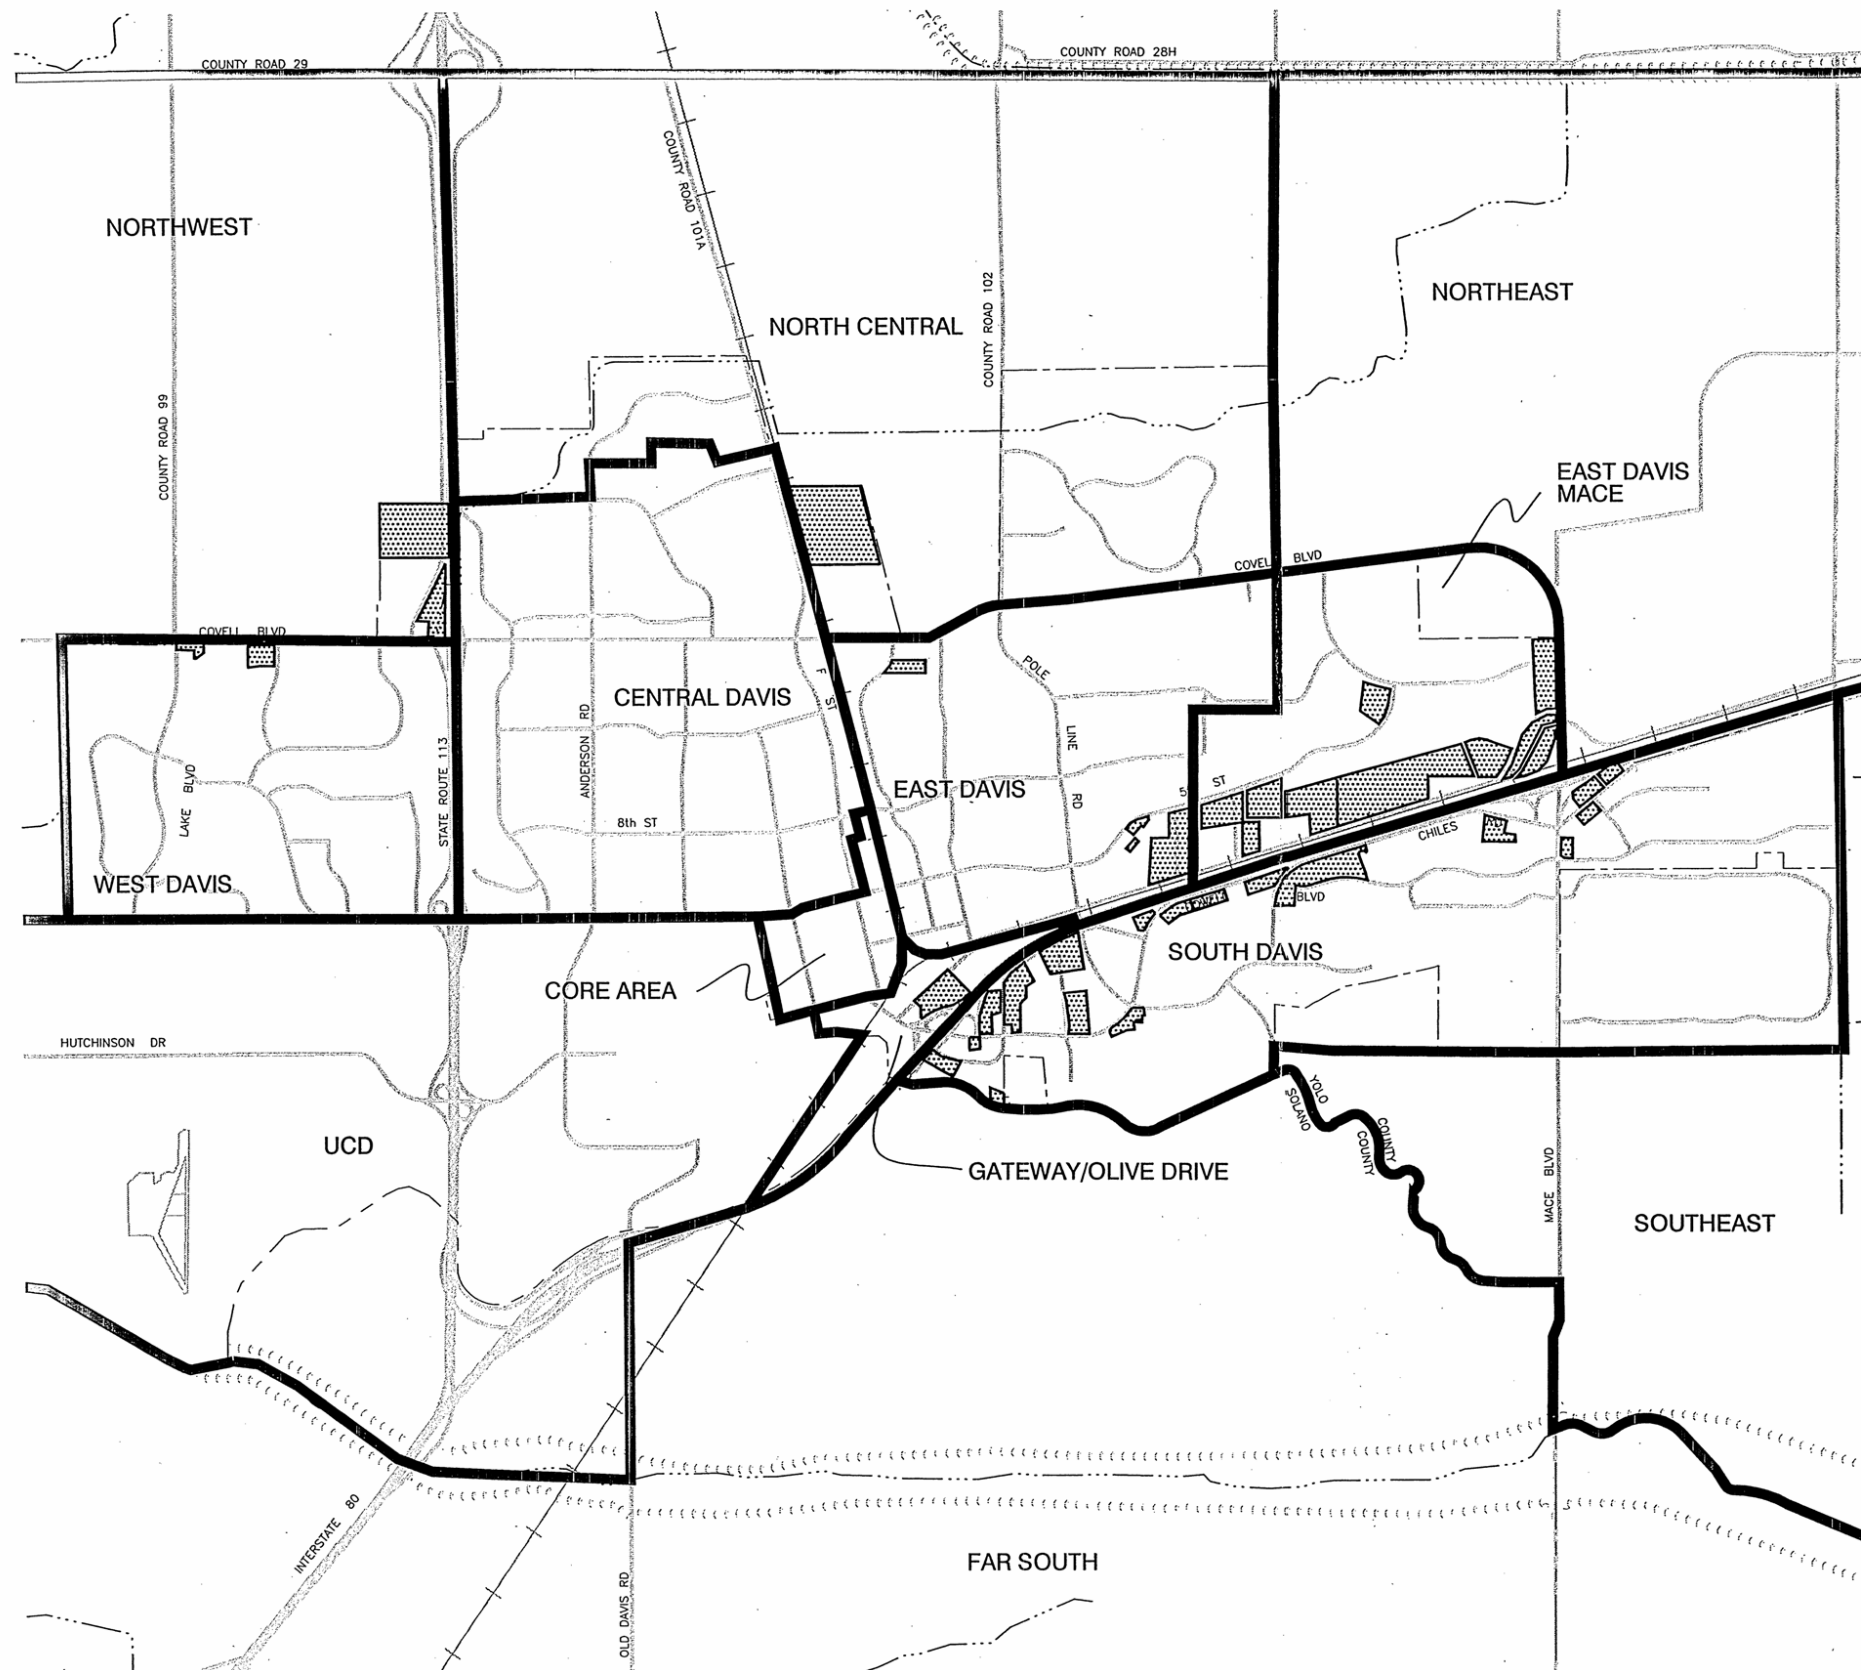 COUNTY ROAD 28H
COUNTY ROAD 29
COUNTY ROAD 101A
NORTHWEST
NORTHEAST
NORTH CENTRAL
COUNTY ROAD 102
COUNTY ROAD 99
EAST DAVIS
MACE
COVELL BLVD
COVELL BLVD
POLE
LINE
RD
F ST
CENTRAL DAVIS
ANDERSON RD
STATE ROUTE 113
LAKE BLVD
EAST DAVIS
ST
8th ST
CHILES
BLVD
WEST DAVIS
SOUTH DAVIS
CORE AREA
HUTCHINSON DR
YOLO
SOLANO
COUNTY
COUNTY
UCD
GATEWAY/OLIVE DRIVE
MACE BLVD
SOUTHEAST
INTERSTATE 80
FAR SOUTH
OLD DAVIS RD